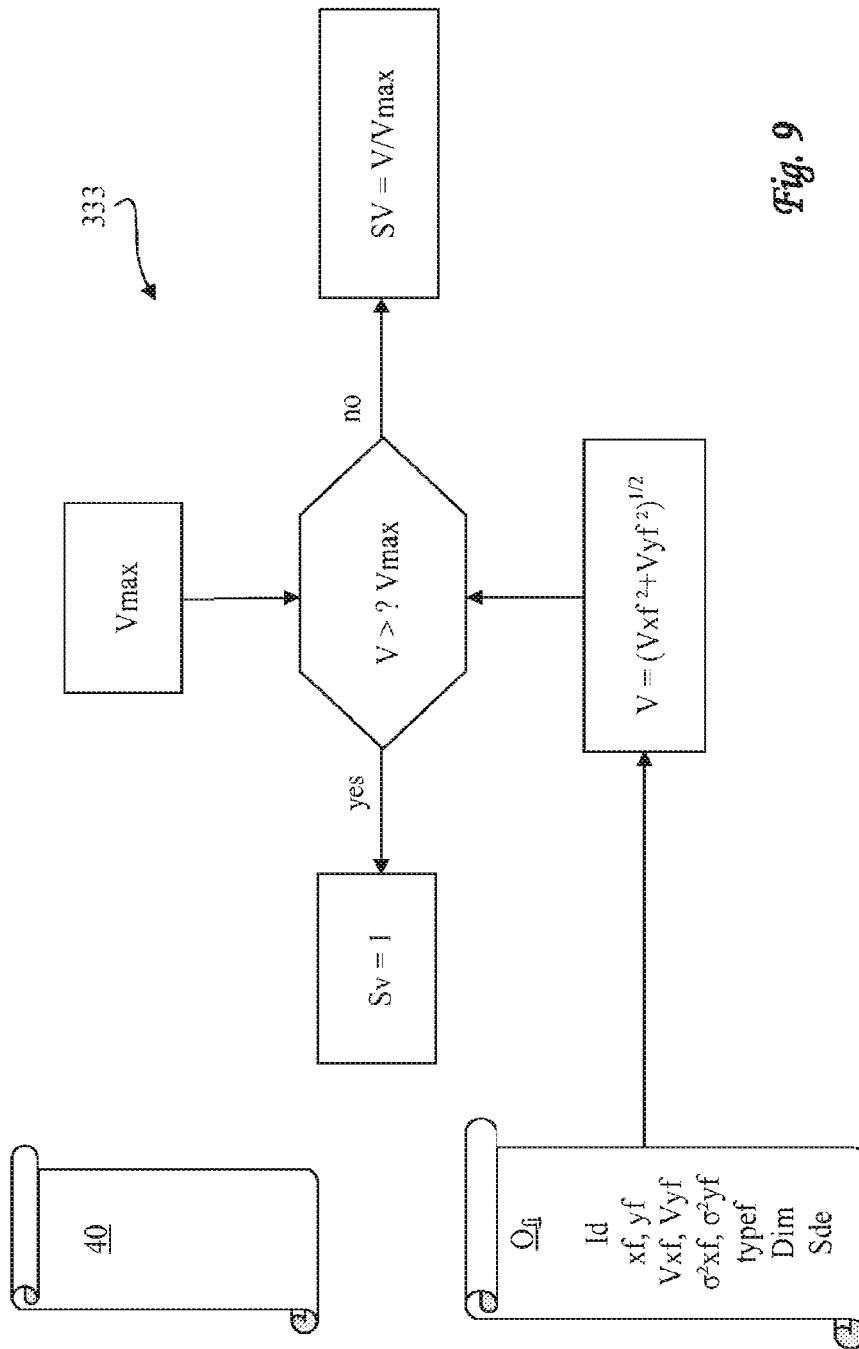 333
40
Vmax
Sv = 1
yes
V > ? Vmax
no
SV = V/Vmax
O_fi
Id
xf, yf
Vxf, Vyf
σ²xf, σ²yf
typef
Dim
Sde
V = (Vxf²+Vyf²)^1/2
Fig. 9